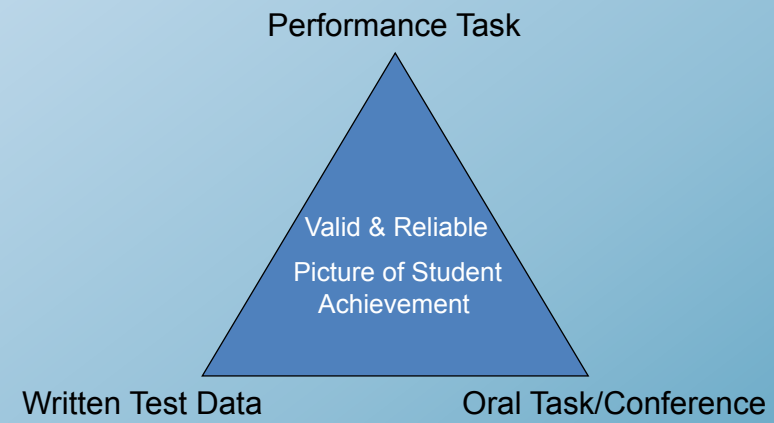 Performance Task
Valid & Reliable
Picture of Student
Achievement
Written Test Data
Oral Task/Conference